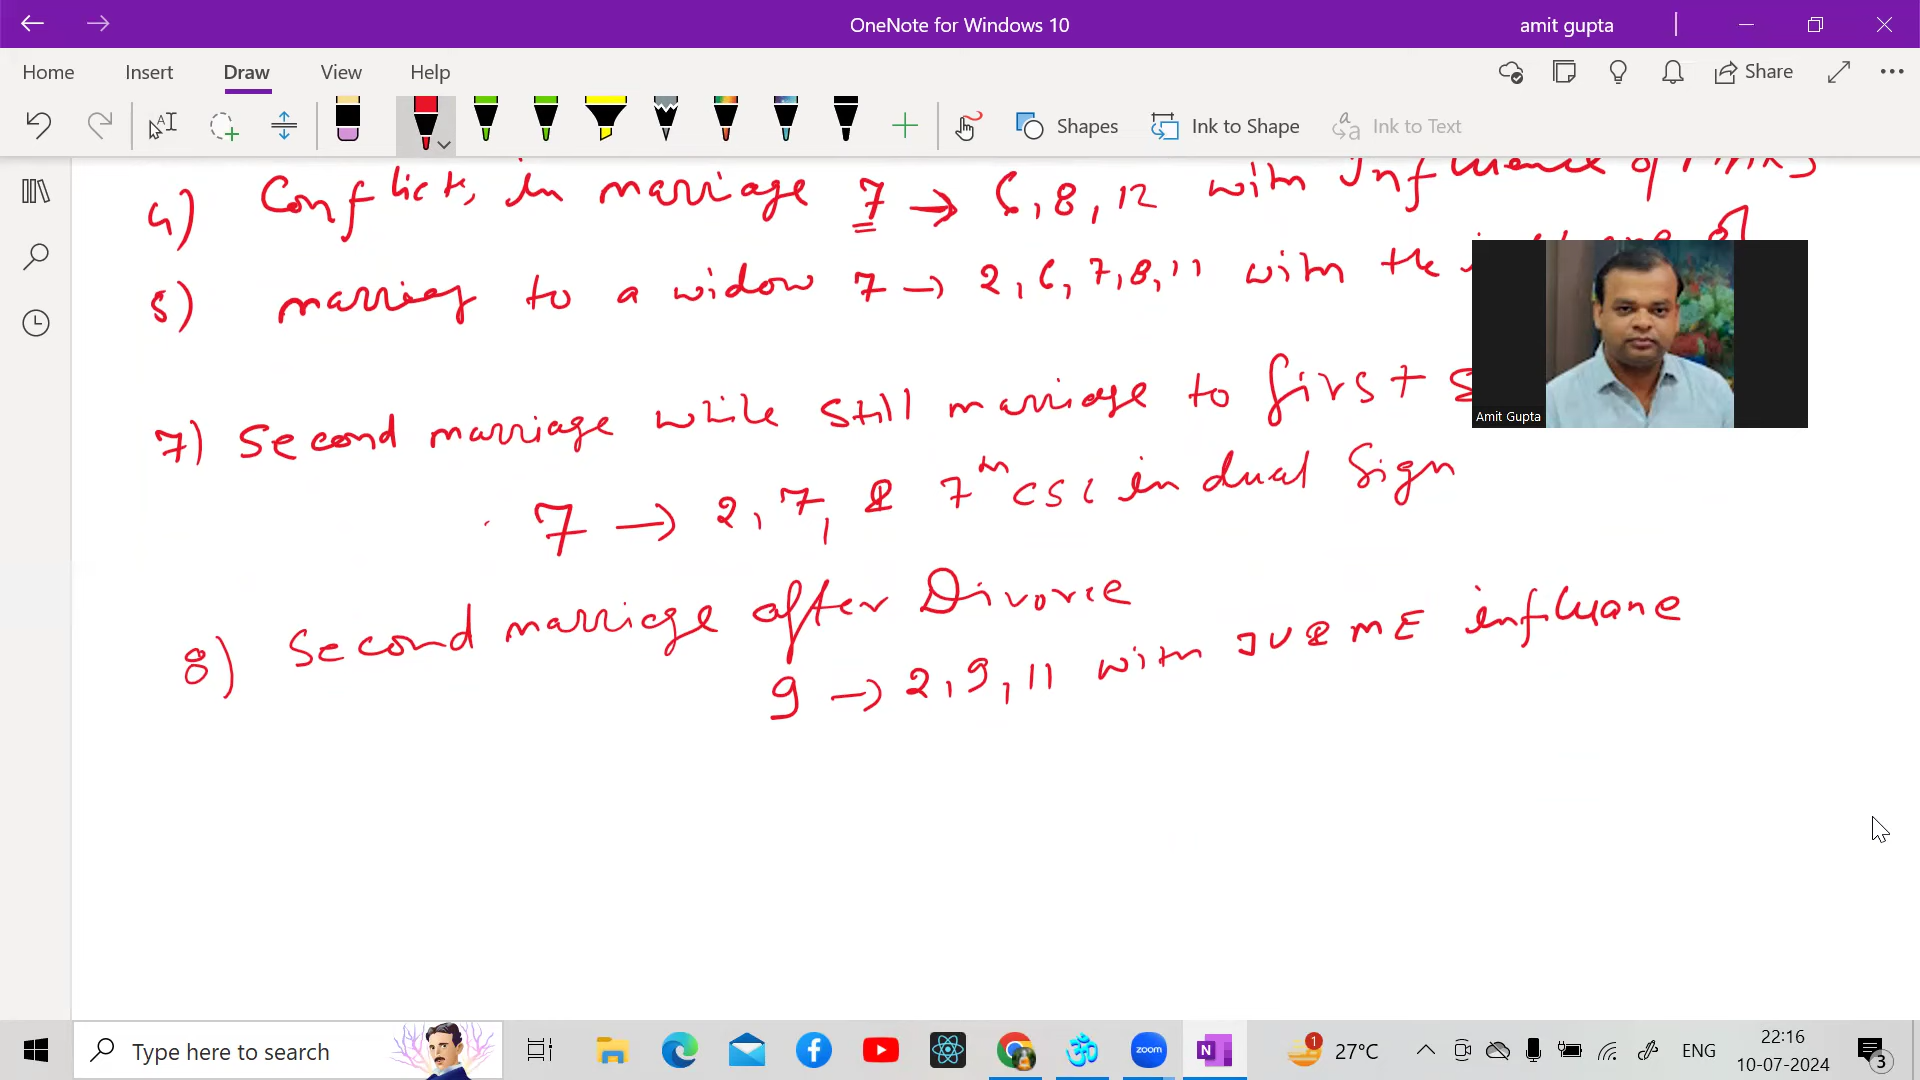 OneNote for Windows 10
amit gupta
Home Insert Draw View Help
Share
Shapes Ink to Shape Ink to Text
4) Conflicts in marriage 7 → 6, 8, 12 with Influence of
5) to a widow 7 → 2, 6, 7, 8, 11 with the
Amit Gupta
7) Second marriage while still marriage to first
7 → 2, 7, & 7th CSL in dual Sign
8) Second marriage after Divorce
9 → 2, 9, 11 with JU & ME
Type here to search
zoom
1
27°C
ENG
22:16
10-07-2024
3